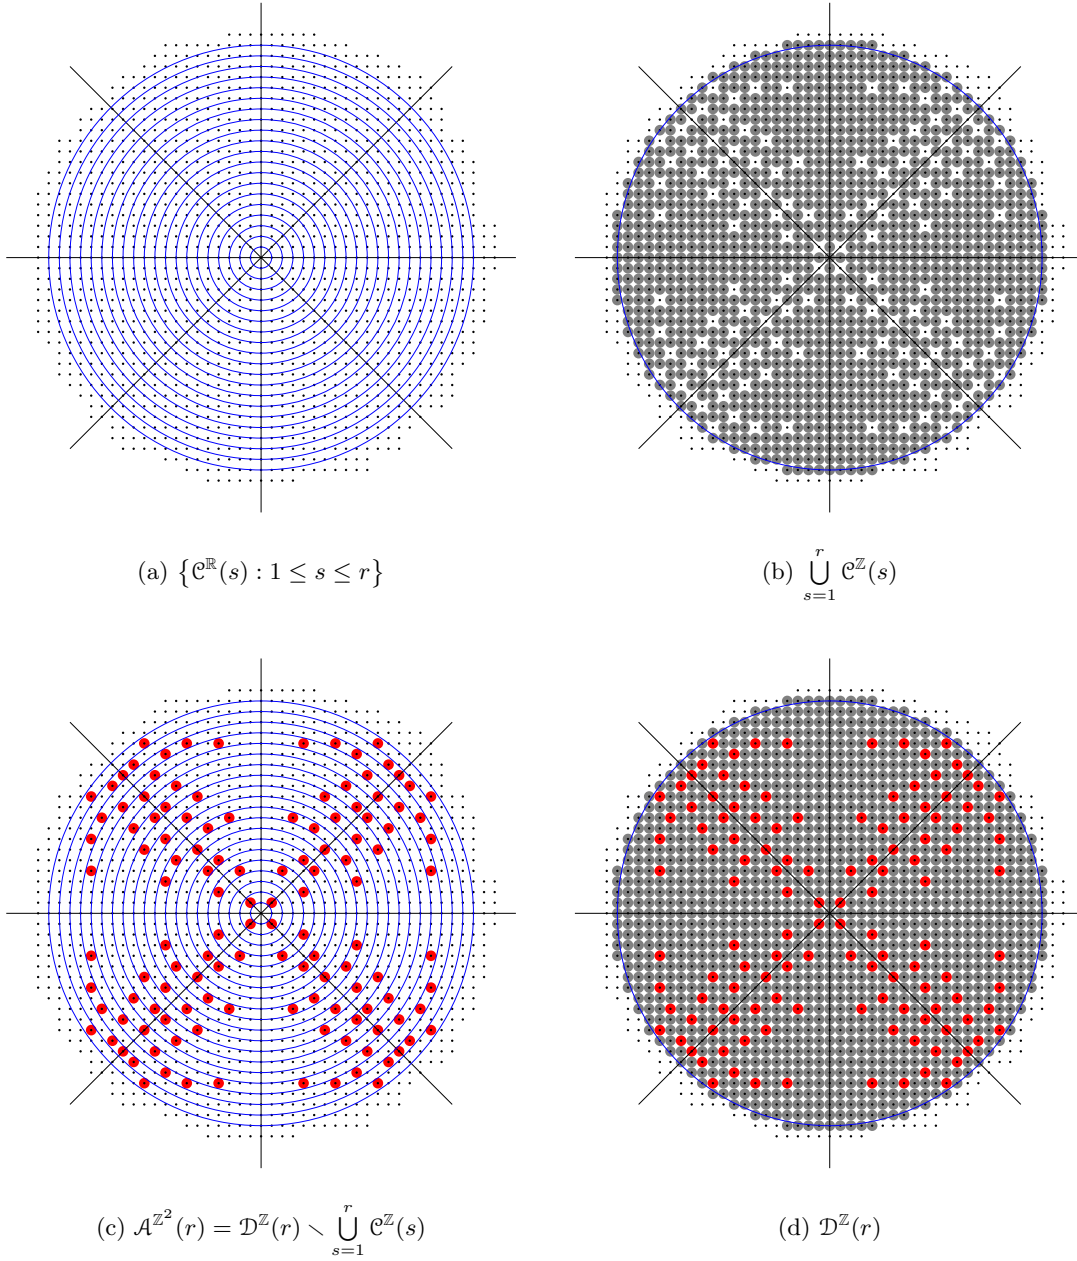 (a) {𝒞^ℝ(s) : 1 ≤ s ≤ r}
(b) ⋃_{s=1}^{r} 𝒞^ℤ(s)
(c) 𝒜^{ℤ²}(r) = 𝒟^ℤ(r) ∖ ⋃_{s=1}^{r} 𝒞^ℤ(s)
(d) 𝒟^ℤ(r)